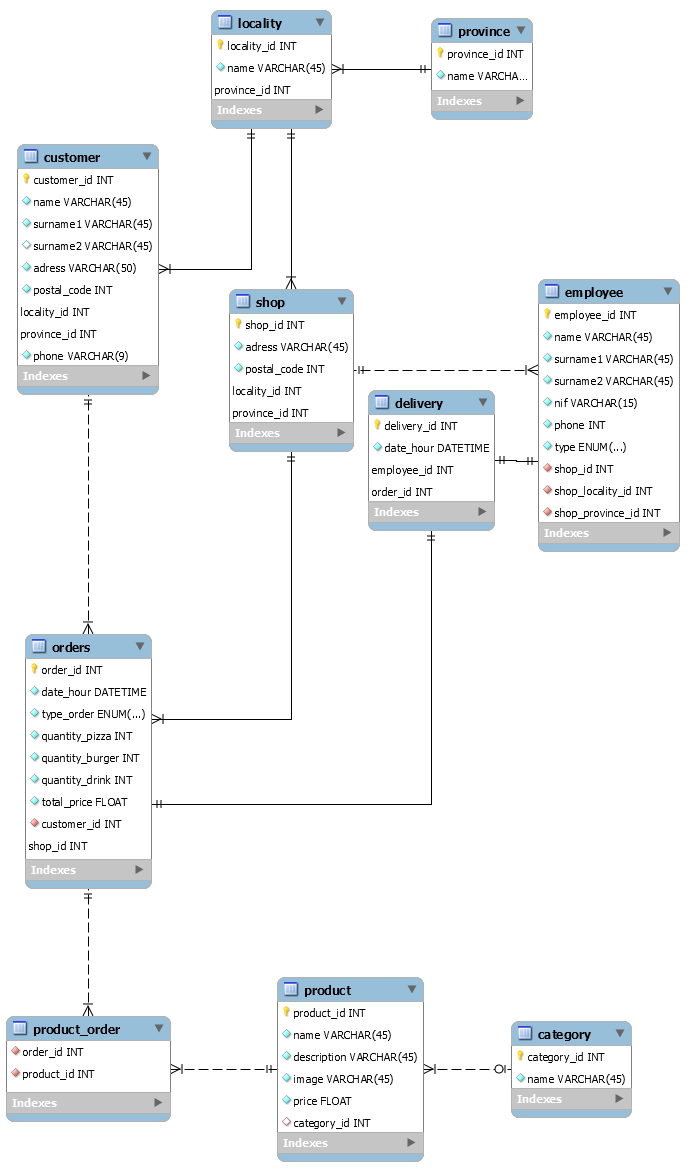 locality
locality_id INT
name VARCHAR(45)
province_id INT
Indexes
province
province_id INT
name VARCHA...
Indexes
customer
customer_id INT
name VARCHAR(45)
surname1 VARCHAR(45)
surname2 VARCHAR(45)
adress VARCHAR(50)
postal_code INT
locality_id INT
province_id INT
phone VARCHAR(9)
Indexes
shop
shop_id INT
adress VARCHAR(45)
postal_code INT
locality_id INT
province_id INT
Indexes
employee
employee_id INT
name VARCHAR(45)
surname1 VARCHAR(45)
surname2 VARCHAR(45)
nif VARCHAR(15)
phone INT
type ENUM(...)
shop_id INT
shop_locality_id INT
shop_province_id INT
Indexes
delivery
delivery_id INT
date_hour DATETIME
employee_id INT
order_id INT
Indexes
orders
order_id INT
date_hour DATETIME
type_order ENUM(...)
quantity_pizza INT
quantity_burger INT
quantity_drink INT
total_price FLOAT
customer_id INT
shop_id INT
Indexes
product_order
order_id INT
product_id INT
Indexes
product
product_id INT
name VARCHAR(45)
description VARCHAR(45)
image VARCHAR(45)
price FLOAT
category_id INT
Indexes
category
category_id INT
name VARCHAR(45)
Indexes